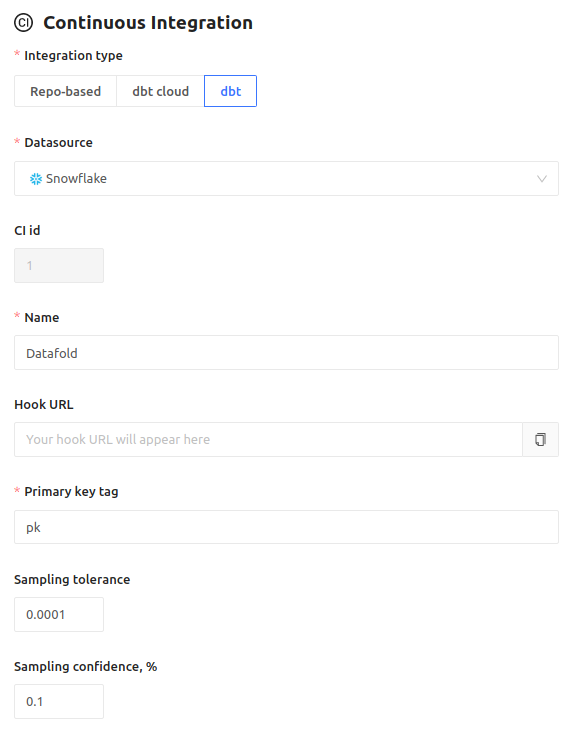 CI Continuous Integration
* Integration type
Repo-based dbt cloud dbt
* Datasource
Snowflake
CI id
1
* Name
Datafold
Hook URL
Your hook URL will appear here
* Primary key tag
pk
Sampling tolerance
0.0001
Sampling confidence, %
0.1